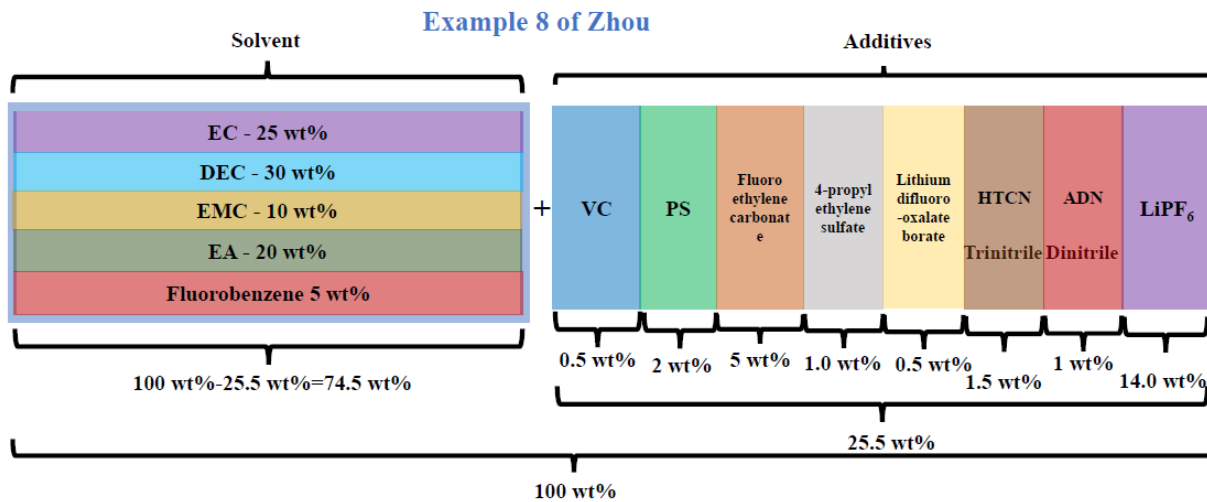 Example 8 of Zhou
Solvent
Additives
EC - 25 wt%
DEC - 30 wt%
EMC - 10 wt%
EA - 20 wt%
Fluorobenzene 5 wt%
+
VC
PS
Fluoro
ethylene
carbonat
e
4-propyl
ethylene
sulfate
Lithium
difluoro
-oxalate
borate
HTCN
Trinitrile
ADN
Dinitrile
LiPF₆
0.5 wt%
2 wt%
5 wt%
1.0 wt%
0.5 wt%
1.5 wt%
1 wt%
14.0 wt%
100 wt%-25.5 wt%=74.5 wt%
25.5 wt%
100 wt%